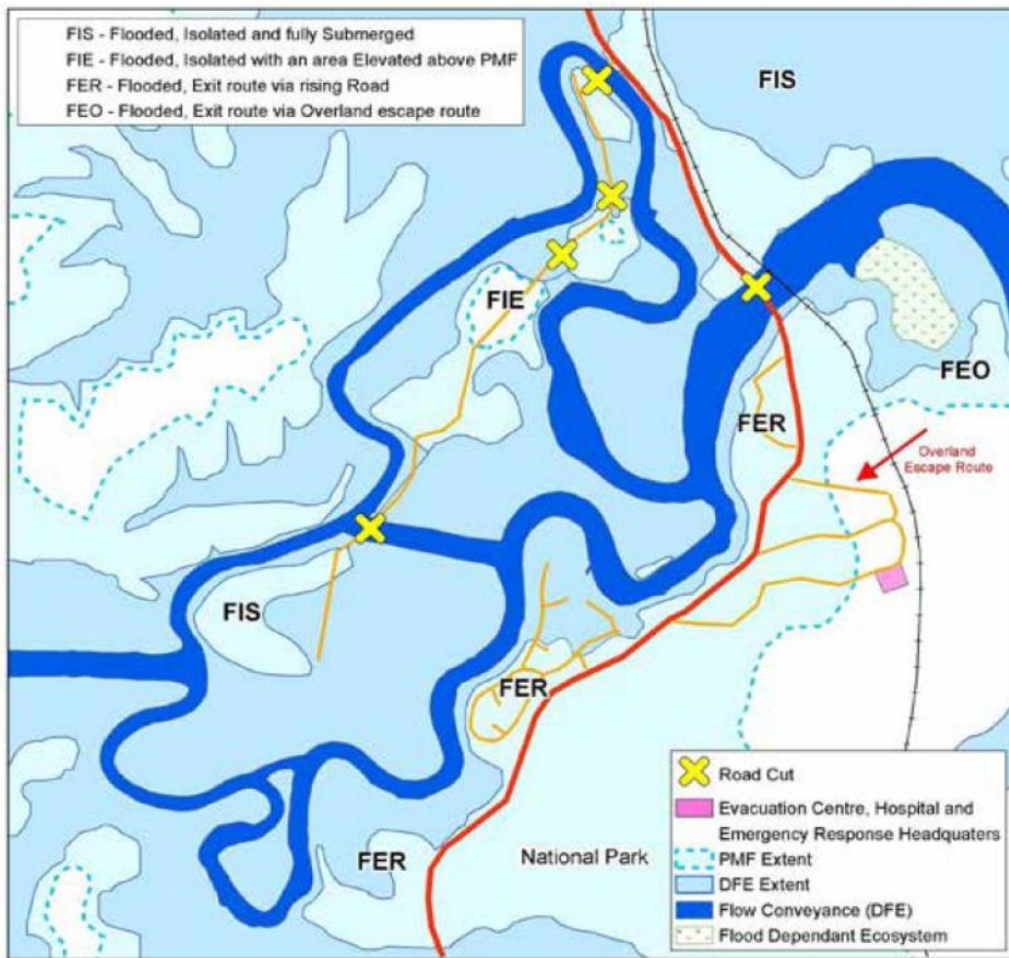 FIS - Flooded, Isolated and fully Submerged
FIE - Flooded, Isolated with an area Elevated above PMF
FER - Flooded, Exit route via rising Road
FEO - Flooded, Exit route via Overland escape route
FIS
FIE
FEO
FER
Overland
Escape Route
FIS
FER
FER
National Park
Road Cut
Evacuation Centre, Hospital and
Emergency Response Headquaters
PMF Extent
DFE Extent
Flow Conveyance (DFE)
Flood Dependant Ecosystem